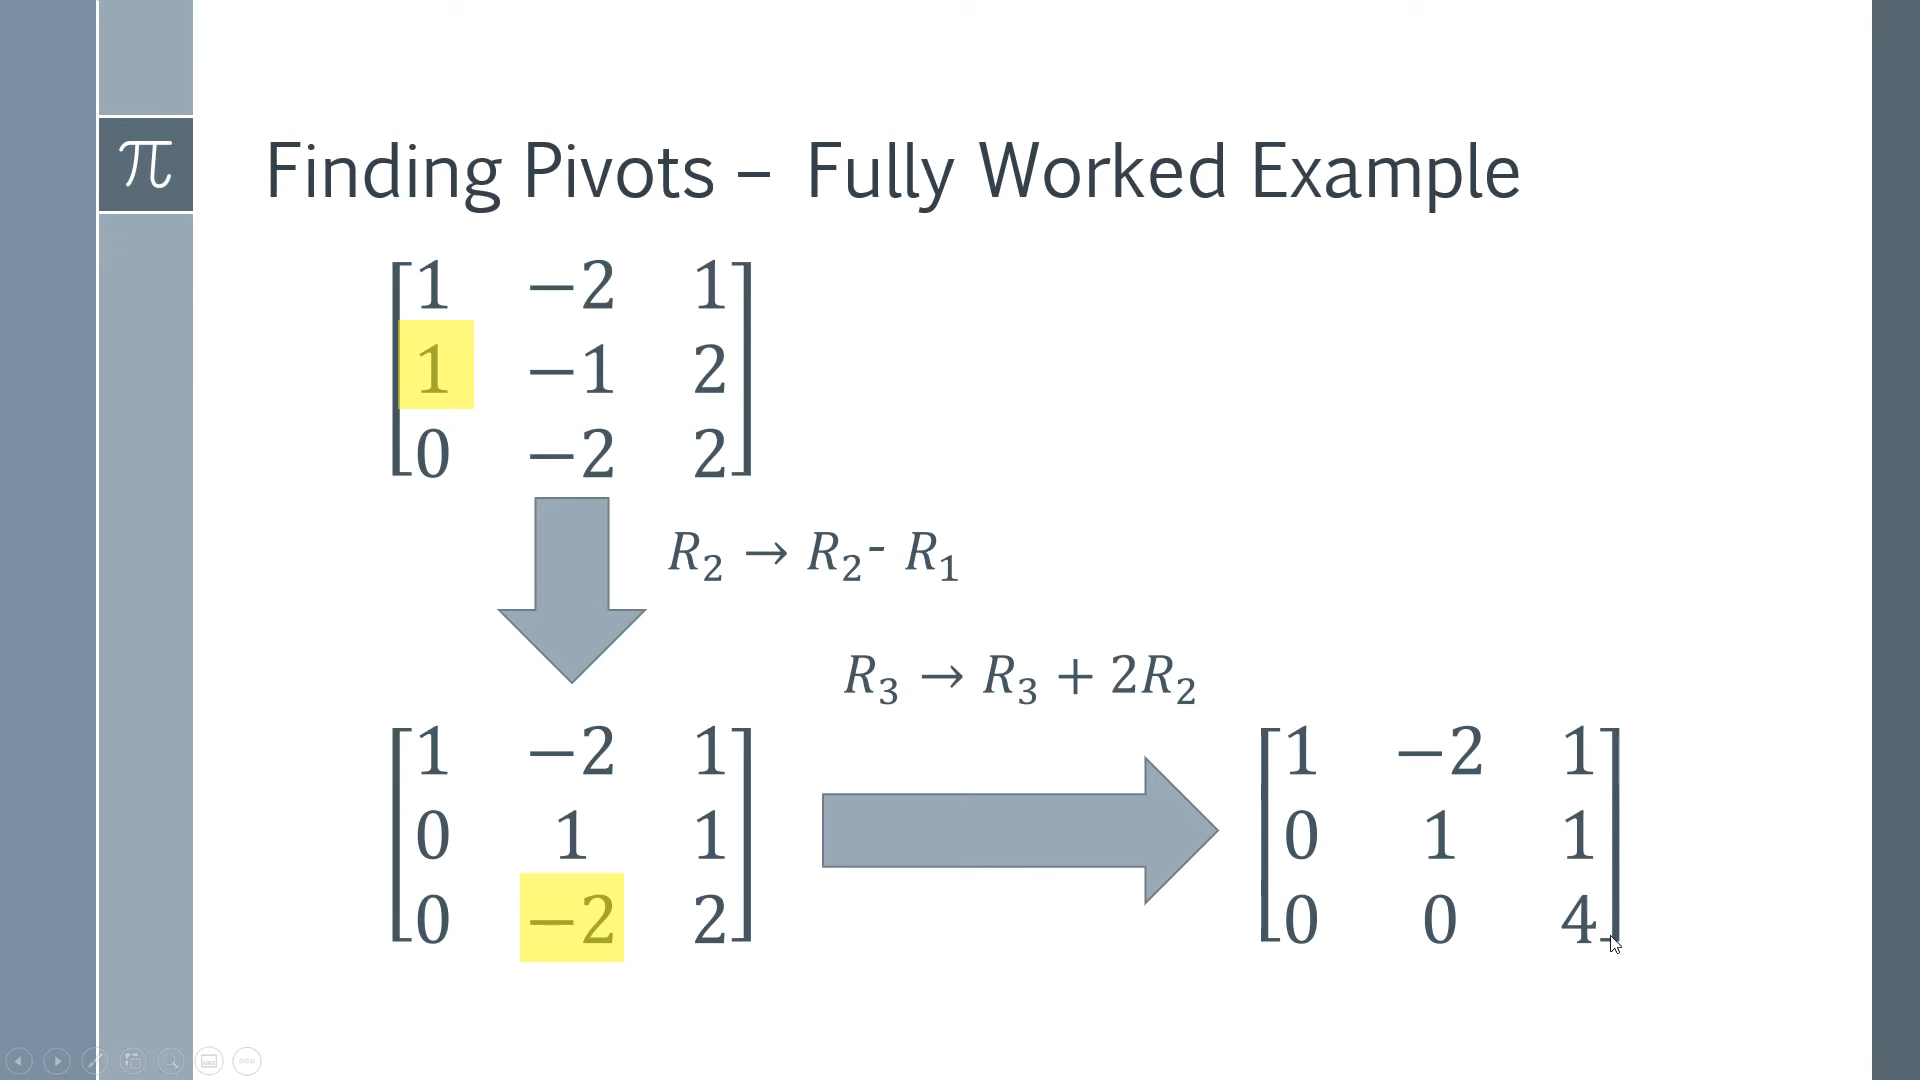 π
Finding Pivots – Fully Worked Example
[1 −2 1]
[1 −1 2]
[0 −2 2]
R₂ → R₂- R₁
R₃ → R₃ + 2R₂
[1 −2 1] [1 −2 1]
[0 1 1] [0 1 1]
[0 −2 2] [0 0 4]